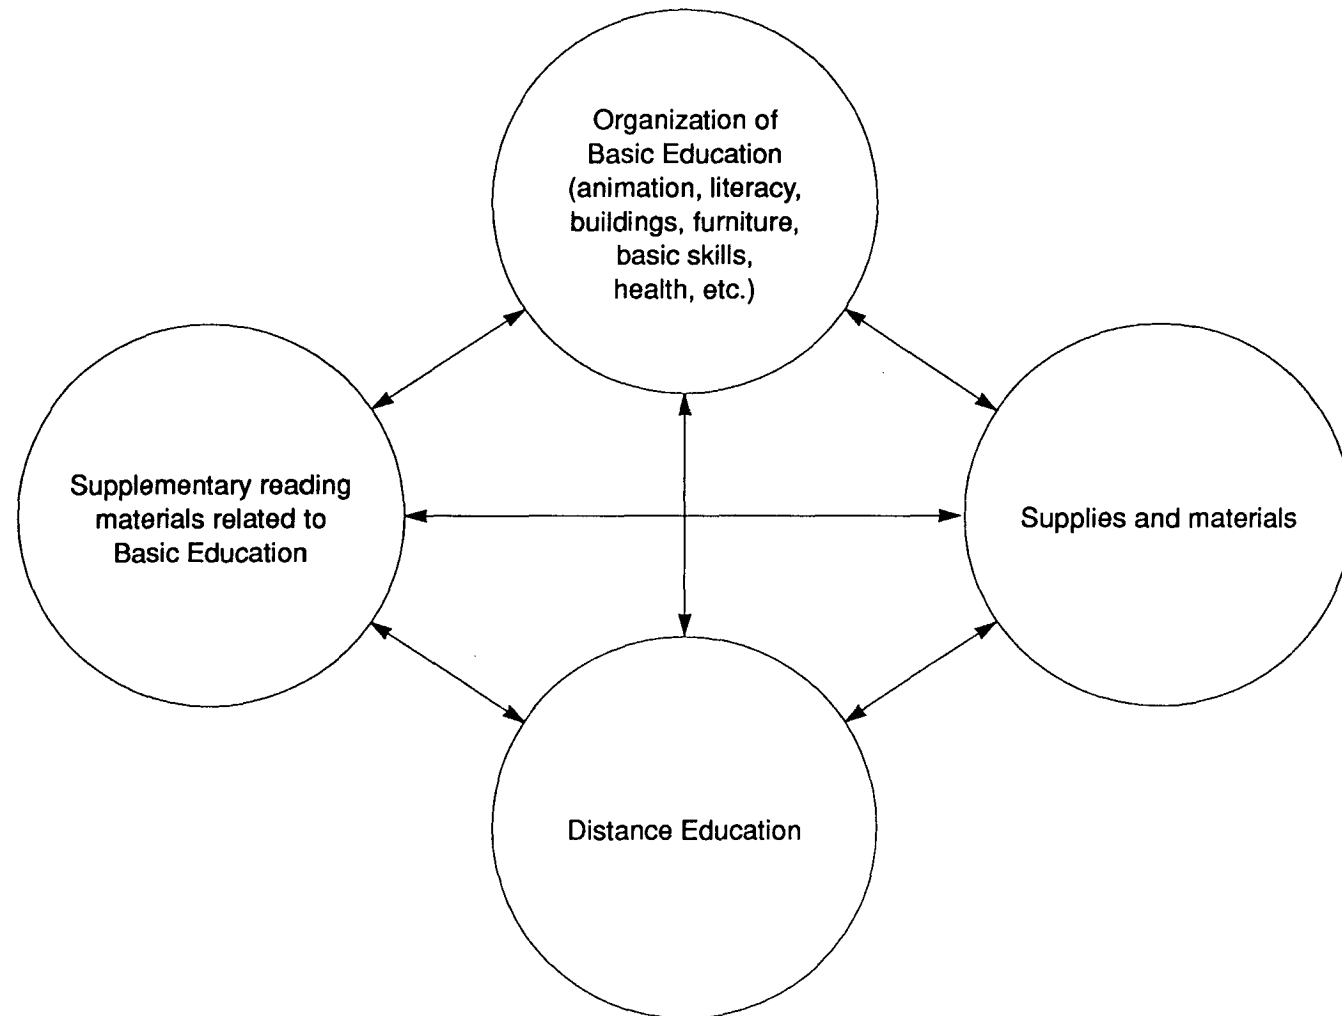 Organization of
Basic Education
(animation, literacy,
buildings, furniture,
basic skills,
health, etc.)
Supplementary reading
materials related to
Basic Education
Supplies and materials
Distance Education